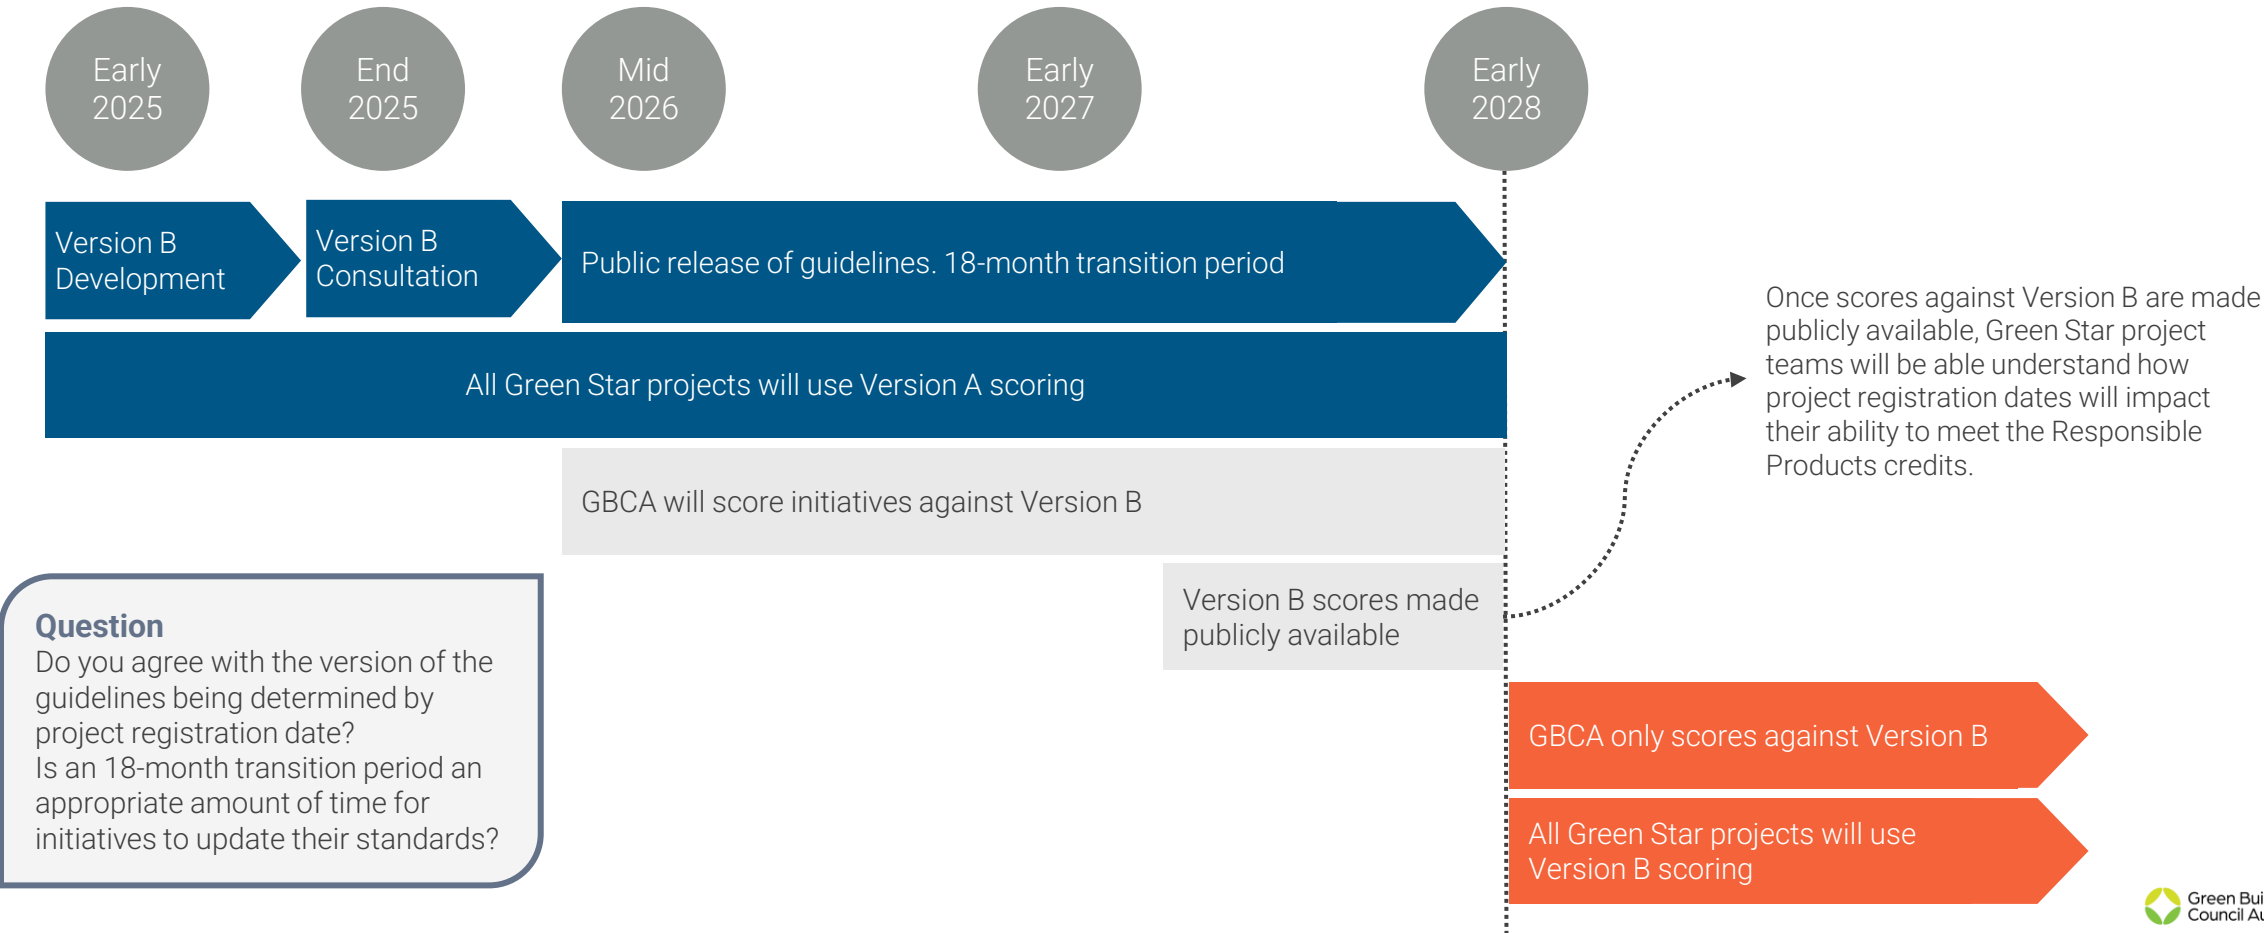 Early
2025
End
2025
Mid
2026
Early
2027
Early
2028
Version B
Development
Version B
Consultation
Public release of guidelines. 18-month transition period
All Green Star projects will use Version A scoring
GBCA will score initiatives against Version B
Version B scores made
publicly available
Once scores against Version B are made
publicly available, Green Star project
teams will be able understand how
project registration dates will impact
their ability to meet the Responsible
Products credits.
Question
Do you agree with the version of the
guidelines being determined by
project registration date?
Is an 18-month transition period an
appropriate amount of time for
initiatives to update their standards?
GBCA only scores against Version B
All Green Star projects will use
Version B scoring
Green Bui
Council Au